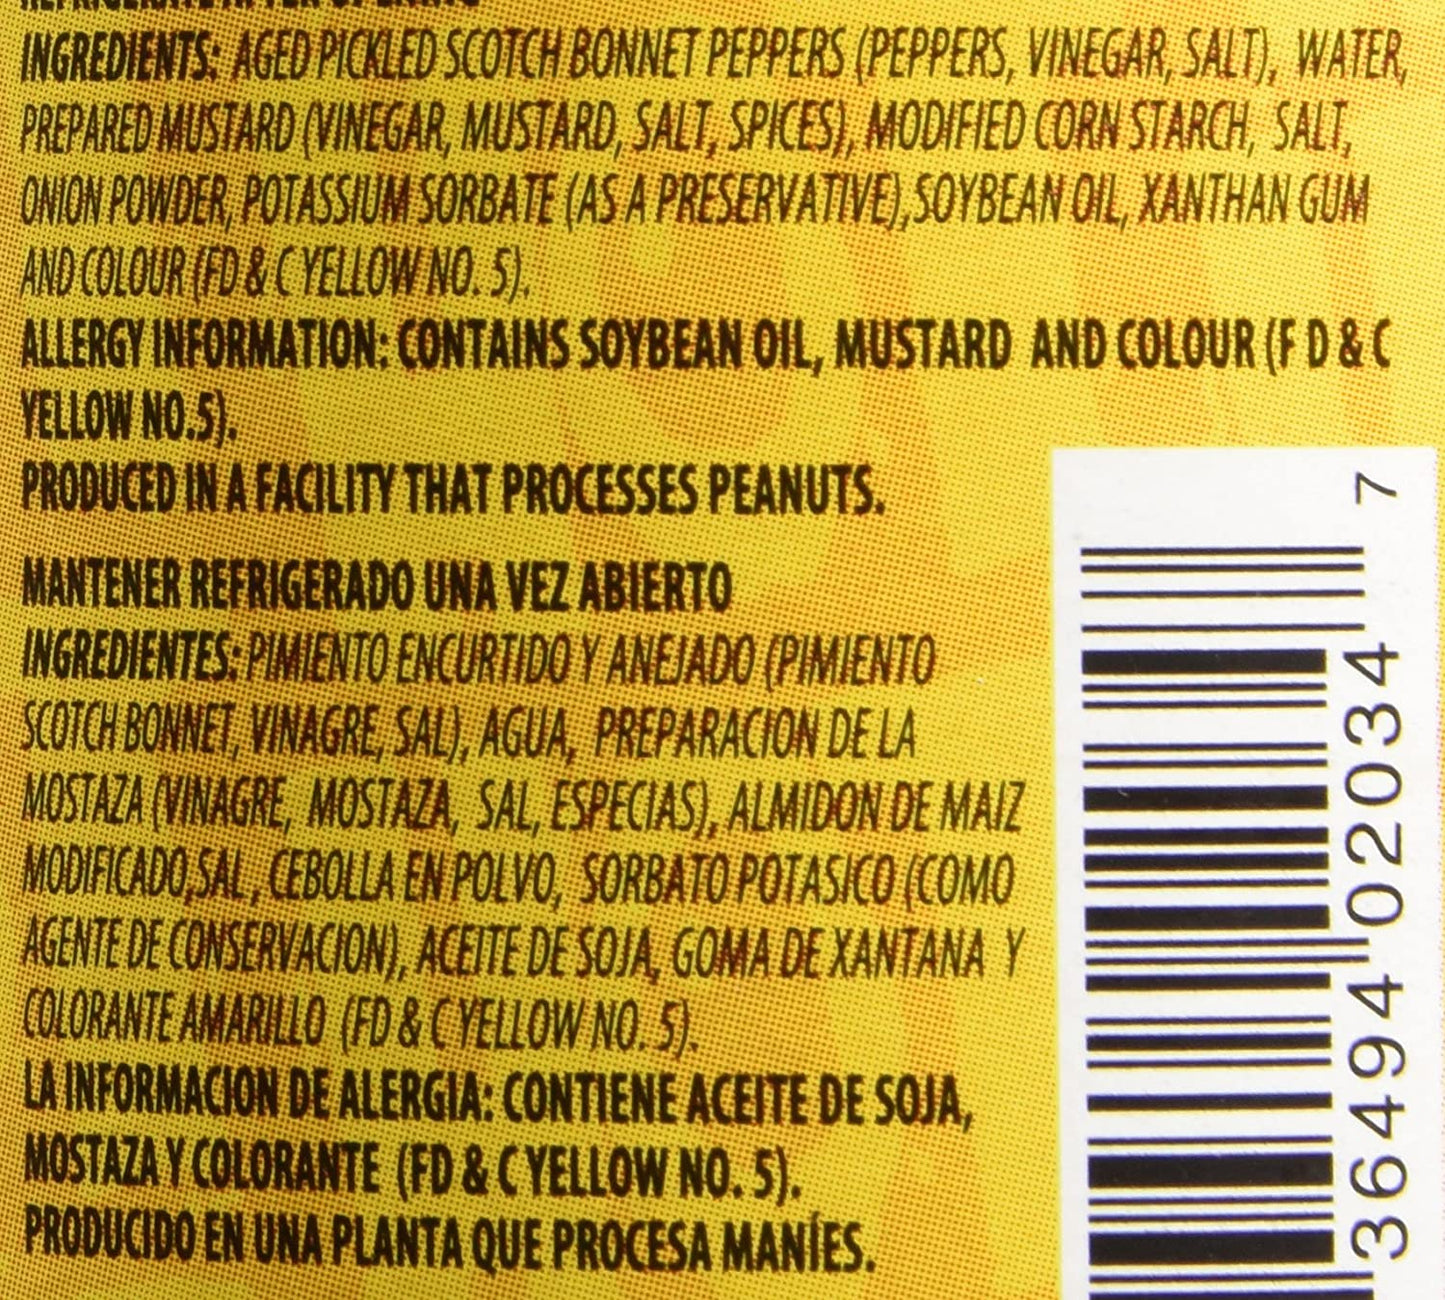 REFRIGERATE AFTER OPENING
INGREDIENTS: AGED PICKLED SCOTCH BONNET PEPPERS (PEPPERS, VINEGAR, SALT), WATER,
PREPARED MUSTARD (VINEGAR, MUSTARD, SALT, SPICES), MODIFIED CORN STARCH, SALT,
ONION POWDER, POTASSIUM SORBATE (AS A PRESERVATIVE),SOYBEAN OIL, XANTHAN GUM
AND COLOUR (FD & C YELLOW NO. 5).
ALLERGY INFORMATION: CONTAINS SOYBEAN OIL, MUSTARD AND COLOUR (F D & C
YELLOW NO.5).
PRODUCED IN A FACILITY THAT PROCESSES PEANUTS.
MANTENER REFRIGERADO UNA VEZ ABIERTO
INGREDIENTES: PIMIENTO ENCURTIDO Y ANEJADO (PIMIENTO
SCOTCH BONNET, VINAGRE, SAL), AGUA, PREPARACION DE LA
MOSTAZA (VINAGRE, MOSTAZA, SAL, ESPECIAS), ALMIDON DE MAIZ
MODIFICADO,SAL, CEBOLLA EN POLVO, SORBATO POTASICO (COMO
AGENTE DE CONSERVACION), ACEITE DE SOJA, GOMA DE XANTANA Y
COLORANTE AMARILLO (FD & C YELLOW NO. 5).
LA INFORMACION DE ALERGIA: CONTIENE ACEITE DE SOJA,
MOSTAZA Y COLORANTE (FD & C YELLOW NO. 5).
PRODUCIDO EN UNA PLANTA QUE PROCESA MANÍES.
36494 02034 7